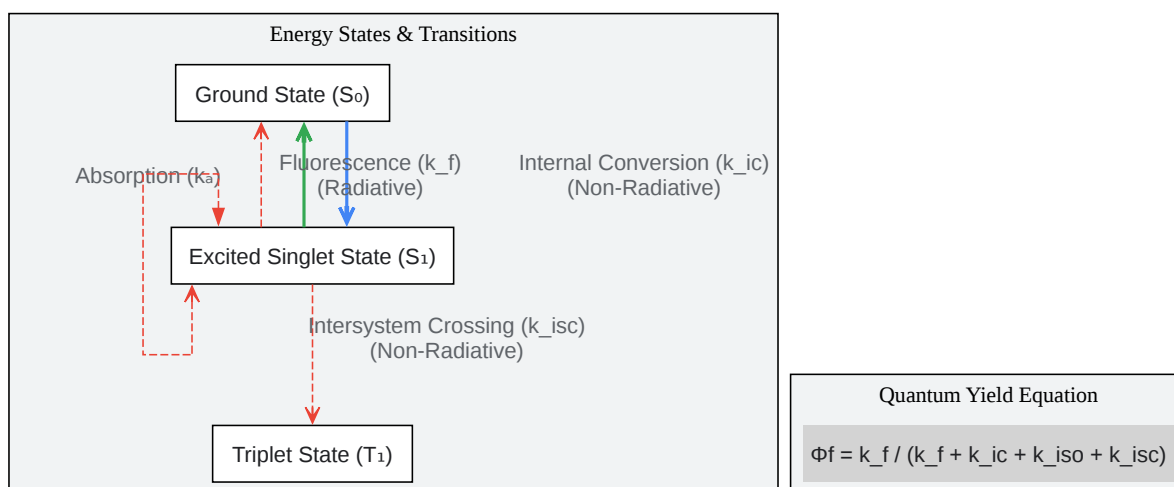 Energy States & Transitions
Ground State (S₀)
Absorption (kₐ)
Fluorescence (k_f)
(Radiative)
Internal Conversion (k_ic)
(Non-Radiative)
Excited Singlet State (S₁)
Intersystem Crossing (k_isc)
(Non-Radiative)
Triplet State (T₁)
Quantum Yield Equation
Φf = k_f / (k_f + k_ic + k_iso + k_isc)